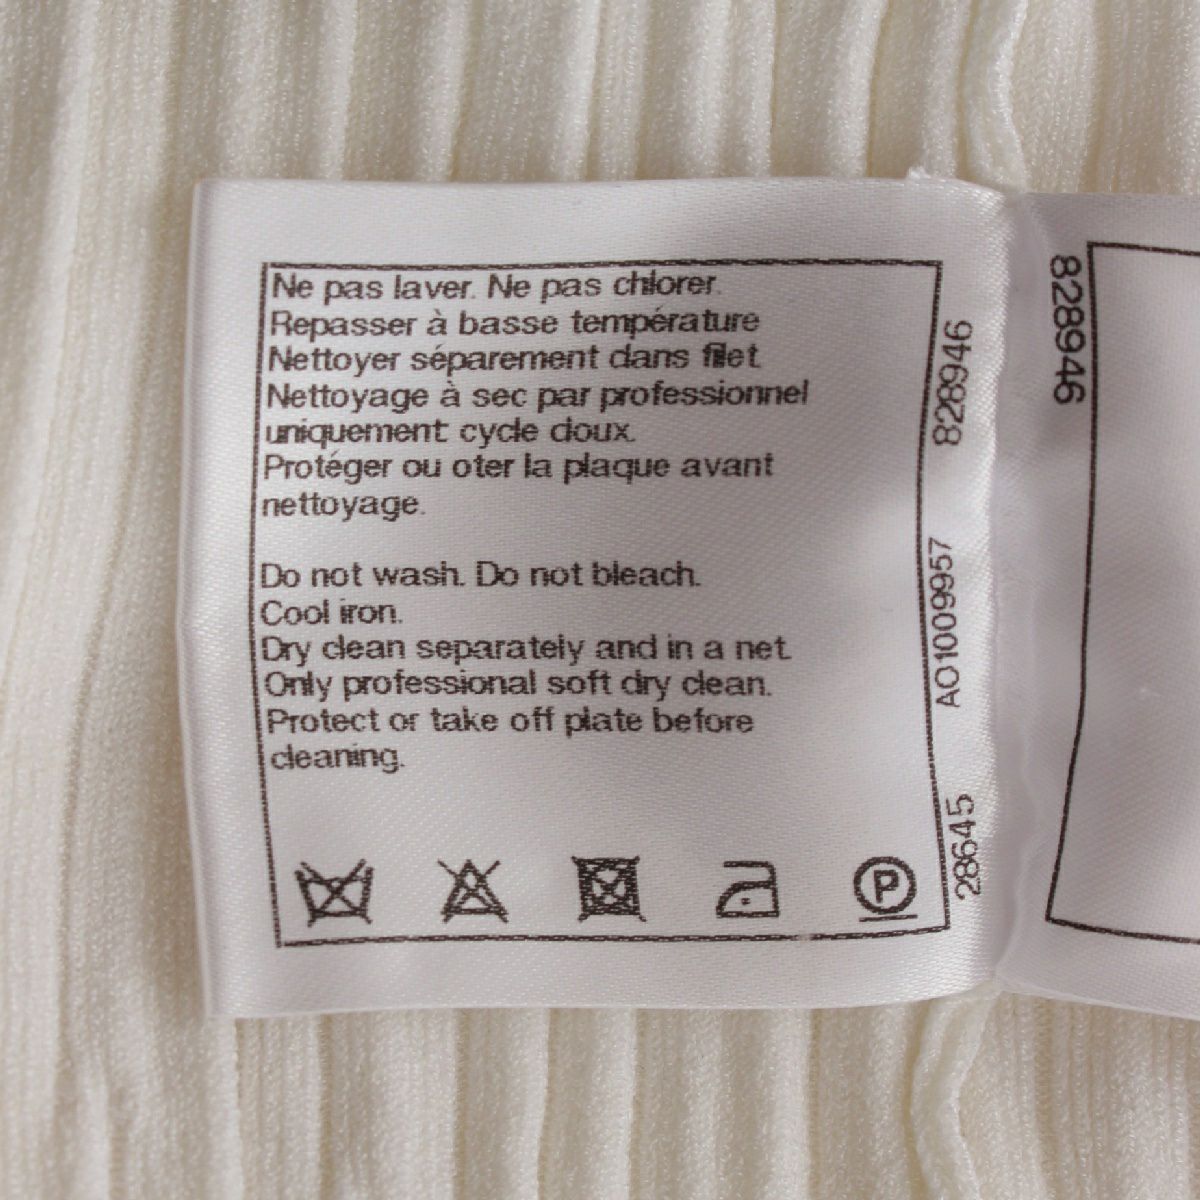 Ne pas laver. Ne pas chlorer.
Repasser à basse température
Nettoyer séparement dans filet
Nettoyage à sec par professionnel
uniquement cycle doux.
Protéger ou oter la plaque avant
nettoyage.
Do not wash. Do not bleach.
Cool iron.
Dry clean separately and in a net.
Only professional soft dry clean.
Protect or take off plate before
cleaning.
P
828946
AO1009957
28645
828946